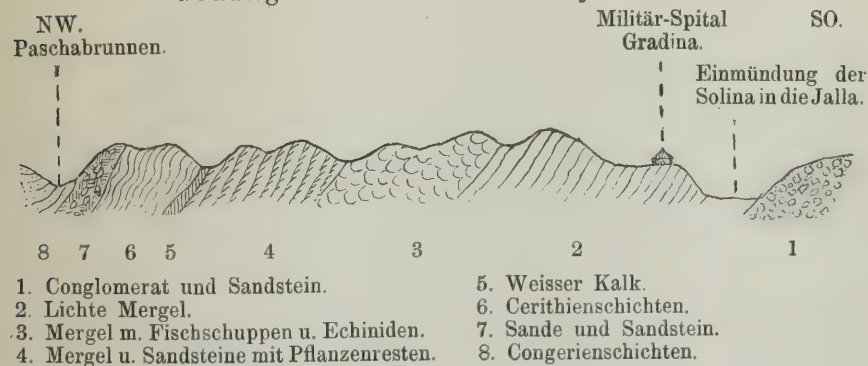 NW.
Paschabrunnen.
Militär-Spital
Gradina.
SO.
Einmündung der
Solina in die Jalla.
8 7 6 5 4 3 2 1
1. Conglomerat und Sandstein.
2. Lichte Mergel.
3. Mergel m. Fischschuppen u. Echiniden.
4. Mergel u. Sandsteine mit Pflanzenresten.
5. Weisser Kalk.
6. Cerithienschichten.
7. Sande und Sandstein.
8. Congerienschichten.